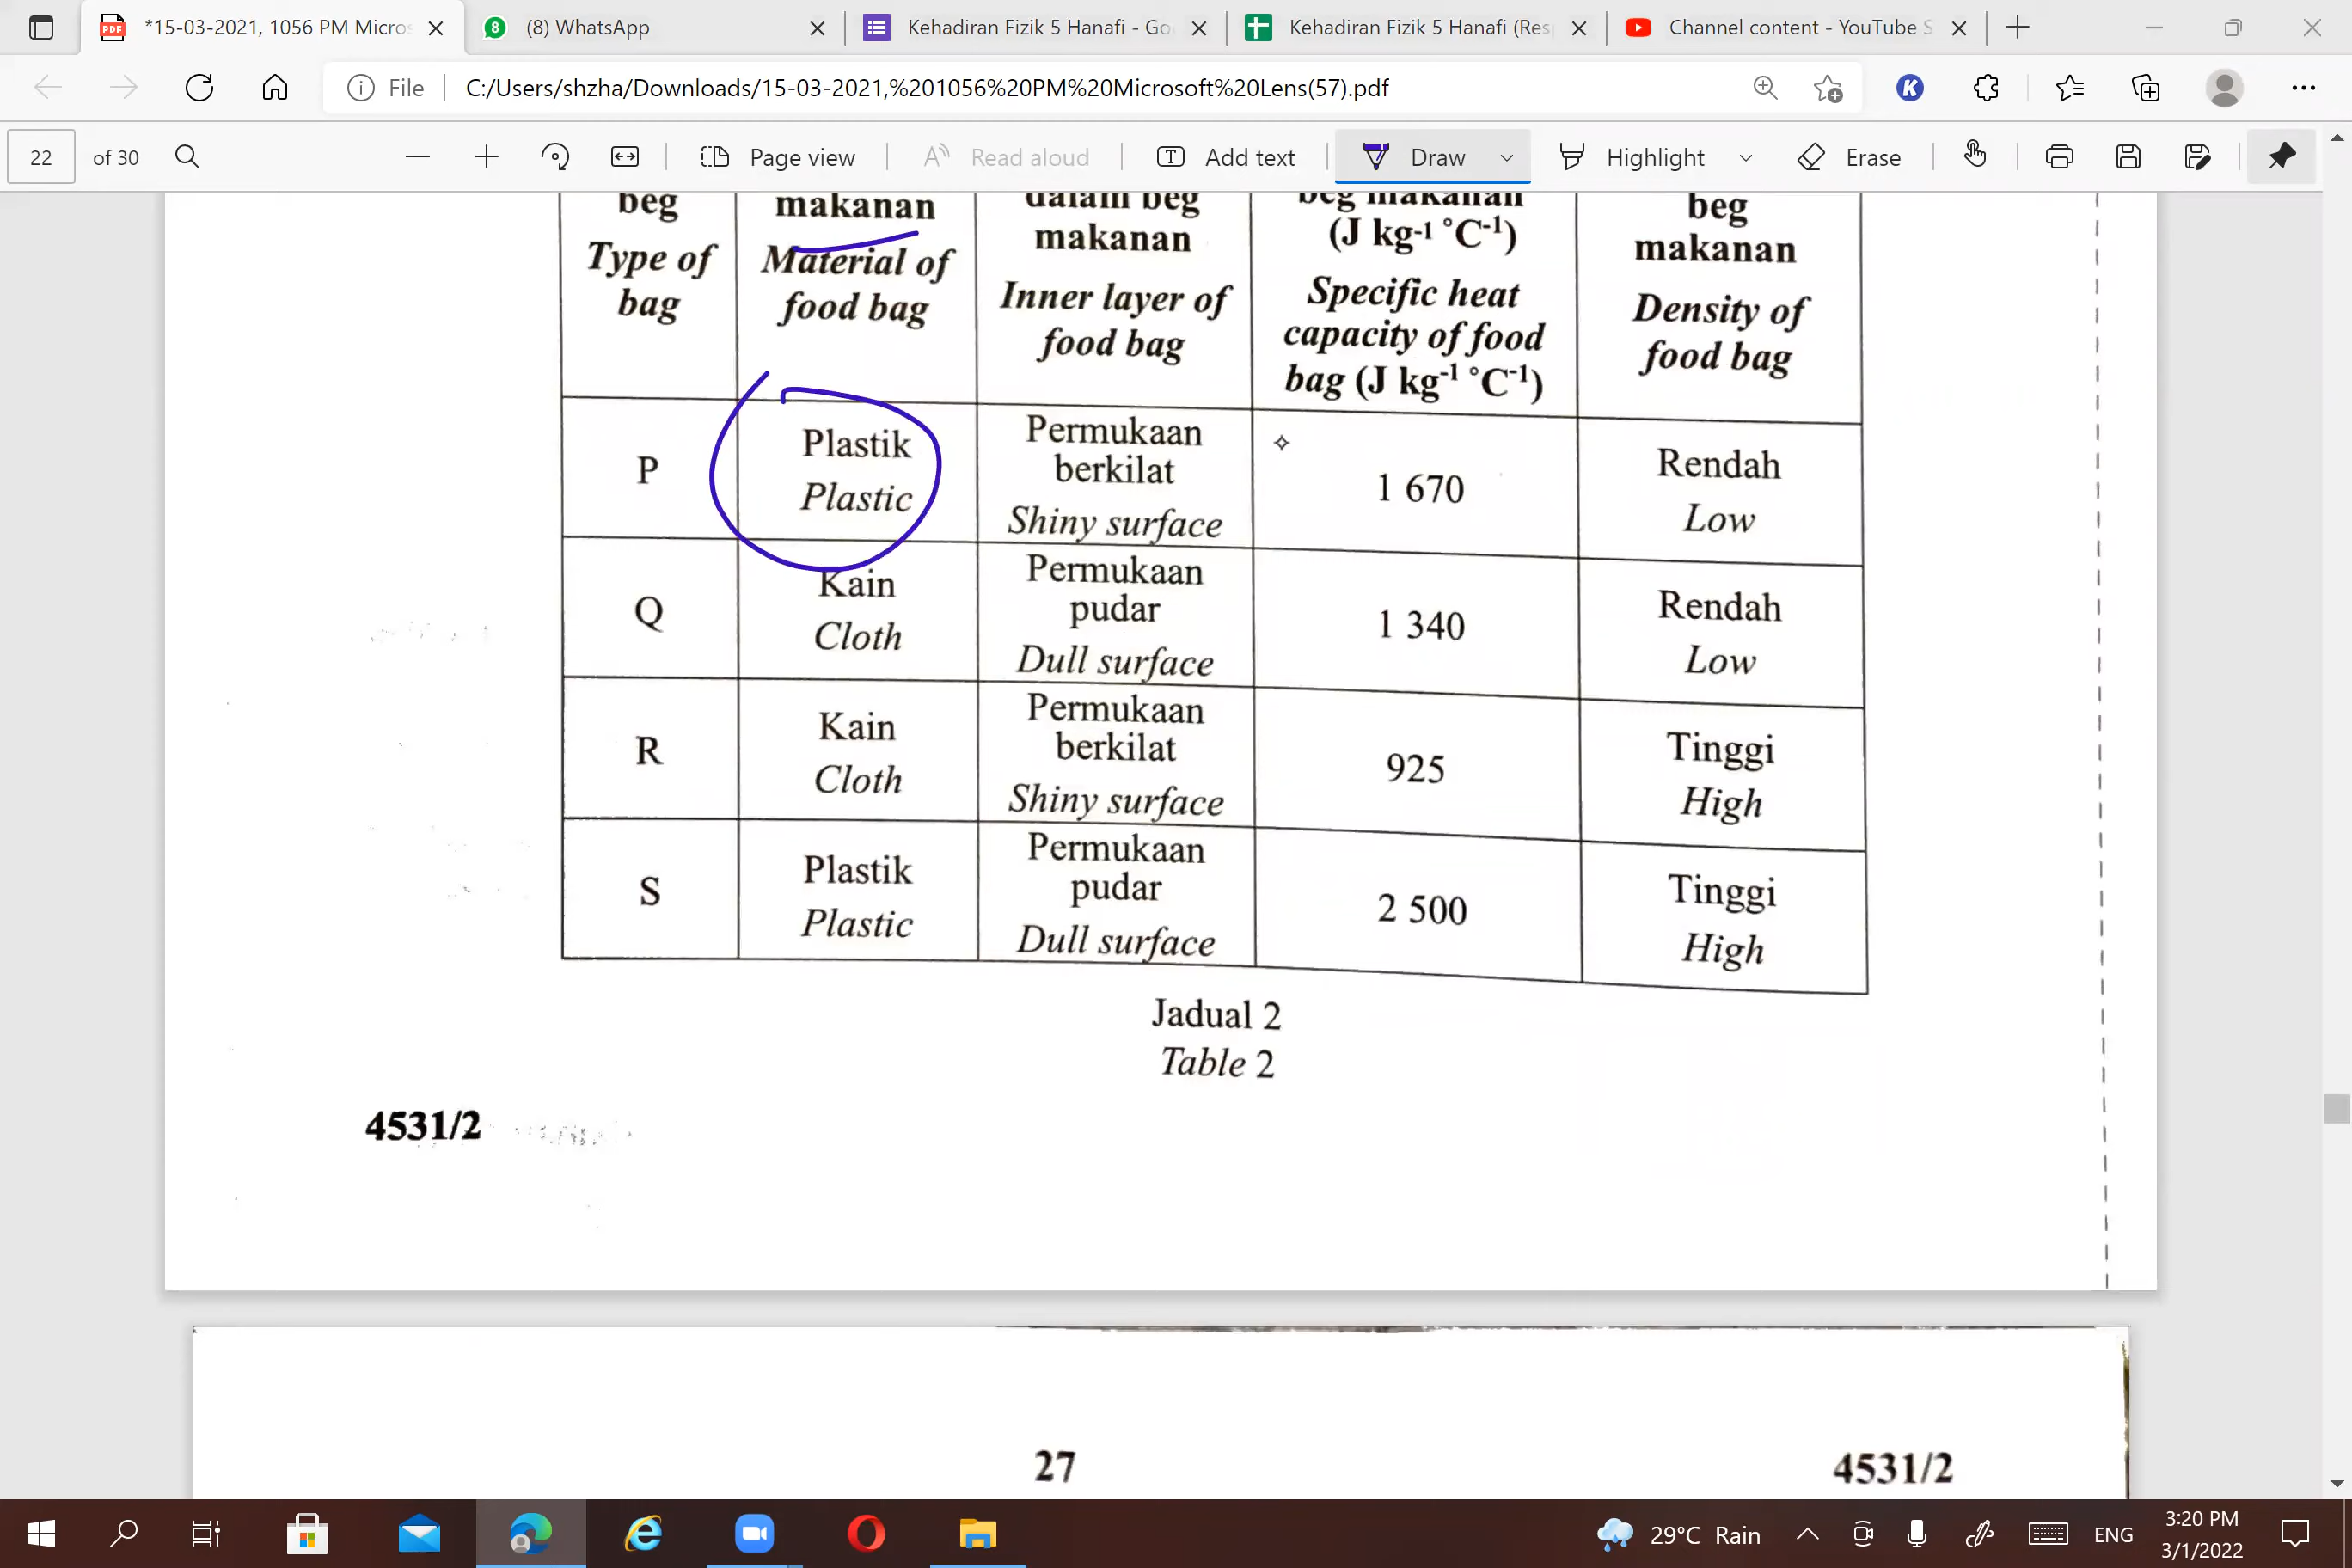 *15-03-2021, 1056 PM Micros
(8) WhatsApp
Kehadiran Fizik 5 Hanafi - Goo
Kehadiran Fizik 5 Hanafi (Resp
Channel content - YouTube S
File
C:/Users/shzha/Downloads/15-03-2021,%201056%20PM%20Microsoft%20Lens(57).pdf
22
of 30
Page view
Read aloud
Add text
Draw
Highlight
Erase
beg
Type of
bag
makanan
Material of
food bag
dalam beg
makanan
Inner layer of
food bag
beg makanan
(J kg-1 °C-1)
Specific heat
capacity of food
bag (J kg-1 °C-1)
beg
makanan
Density of
food bag
P
Plastik
Plastic
Permukaan
berkilat
Shiny surface
1 670
Rendah
Low
Q
Kain
Cloth
Permukaan
pudar
Dull surface
1 340
Rendah
Low
R
Kain
Cloth
Permukaan
berkilat
Shiny surface
925
Tinggi
High
S
Plastik
Plastic
Permukaan
pudar
Dull surface
2 500
Tinggi
High
Jadual 2
Table 2
4531/2
27
4531/2
29°C Rain
ENG
3:20 PM
3/1/2022